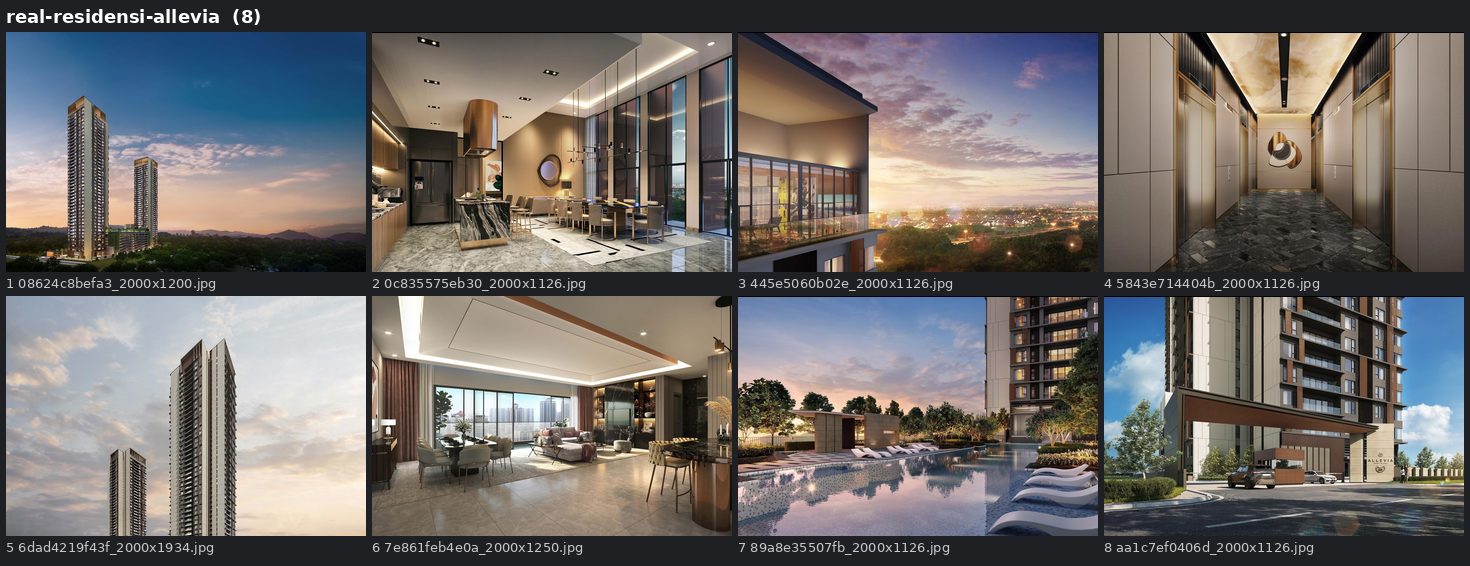 real-residensi-allevia (8)
1 08624c8befa3_2000x1200.jpg
2 0c835575eb30_2000x1126.jpg
3 445e5060b02e_2000x1126.jpg
4 5843e714404b_2000x1126.jpg
5 6dad4219f43f_2000x1934.jpg
6 7e861feb4e0a_2000x1250.jpg
7 89a8e35507fb_2000x1126.jpg
ALLEVIA
8 aa1c7ef0406d_2000x1126.jpg